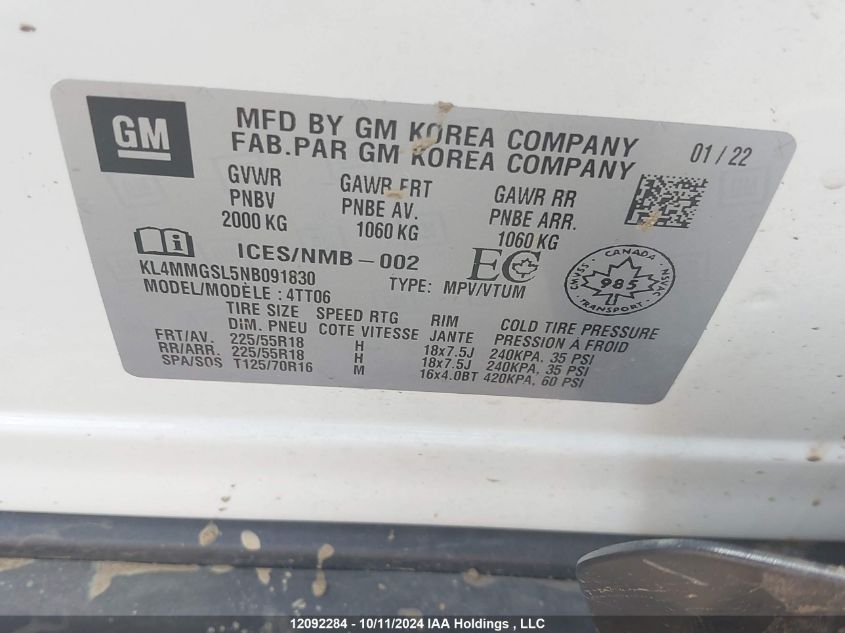 GM
MFD BY GM KOREA COMPANY
FAB.PAR GM KOREA COMPANY
01 / 22
GVWR GAWR FRT GAWR RR
PNBV PNBE AV. PNBE ARR.
2000 KG 1060 KG 1060 KG
ICES/NMB-002
EC
KL4MMGSL5NB091830
MODEL/MODÈLE : 4TT06 TYPE: MPV/VTUM
CANADA
CMVSS 985 NSVAC
TRANSPORT
TIRE SIZE SPEED RTG RIM COLD TIRE PRESSURE
DIM. PNEU COTE VITESSE JANTE PRESSION À FROID
FRT/AV. 225/55R18 H 18x7.5J 240KPA, 35 PSI
RR/ARR. 225/55R18 H 18x7.5J 240KPA, 35 PSI
SPA/SOS T125/70R16 M 16x4.0BT 420KPA, 60 PSI
12092284 - 10/11/2024 IAA Holdings , LLC